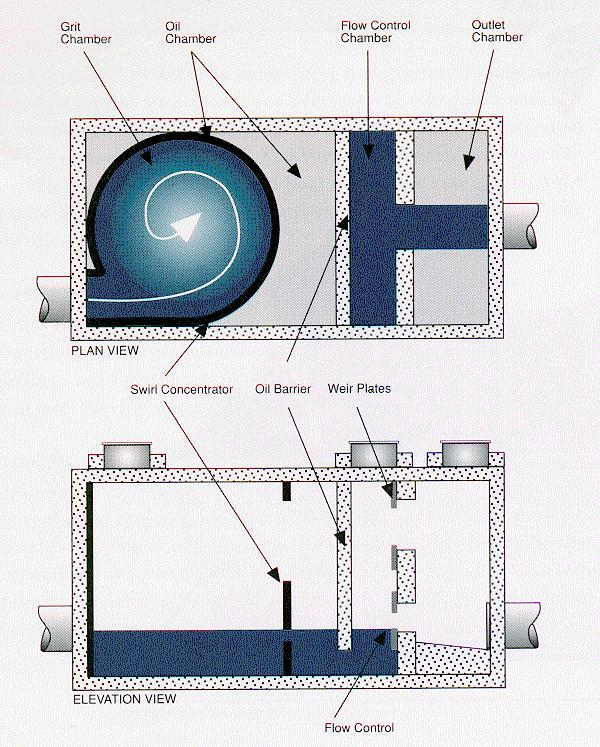 Grit
Chamber
Oil
Chamber
Flow Control
Chamber
Outlet
Chamber
PLAN VIEW
Swirl Concentrator
Oil Barrier
Weir Plates
ELEVATION VIEW
Flow Control